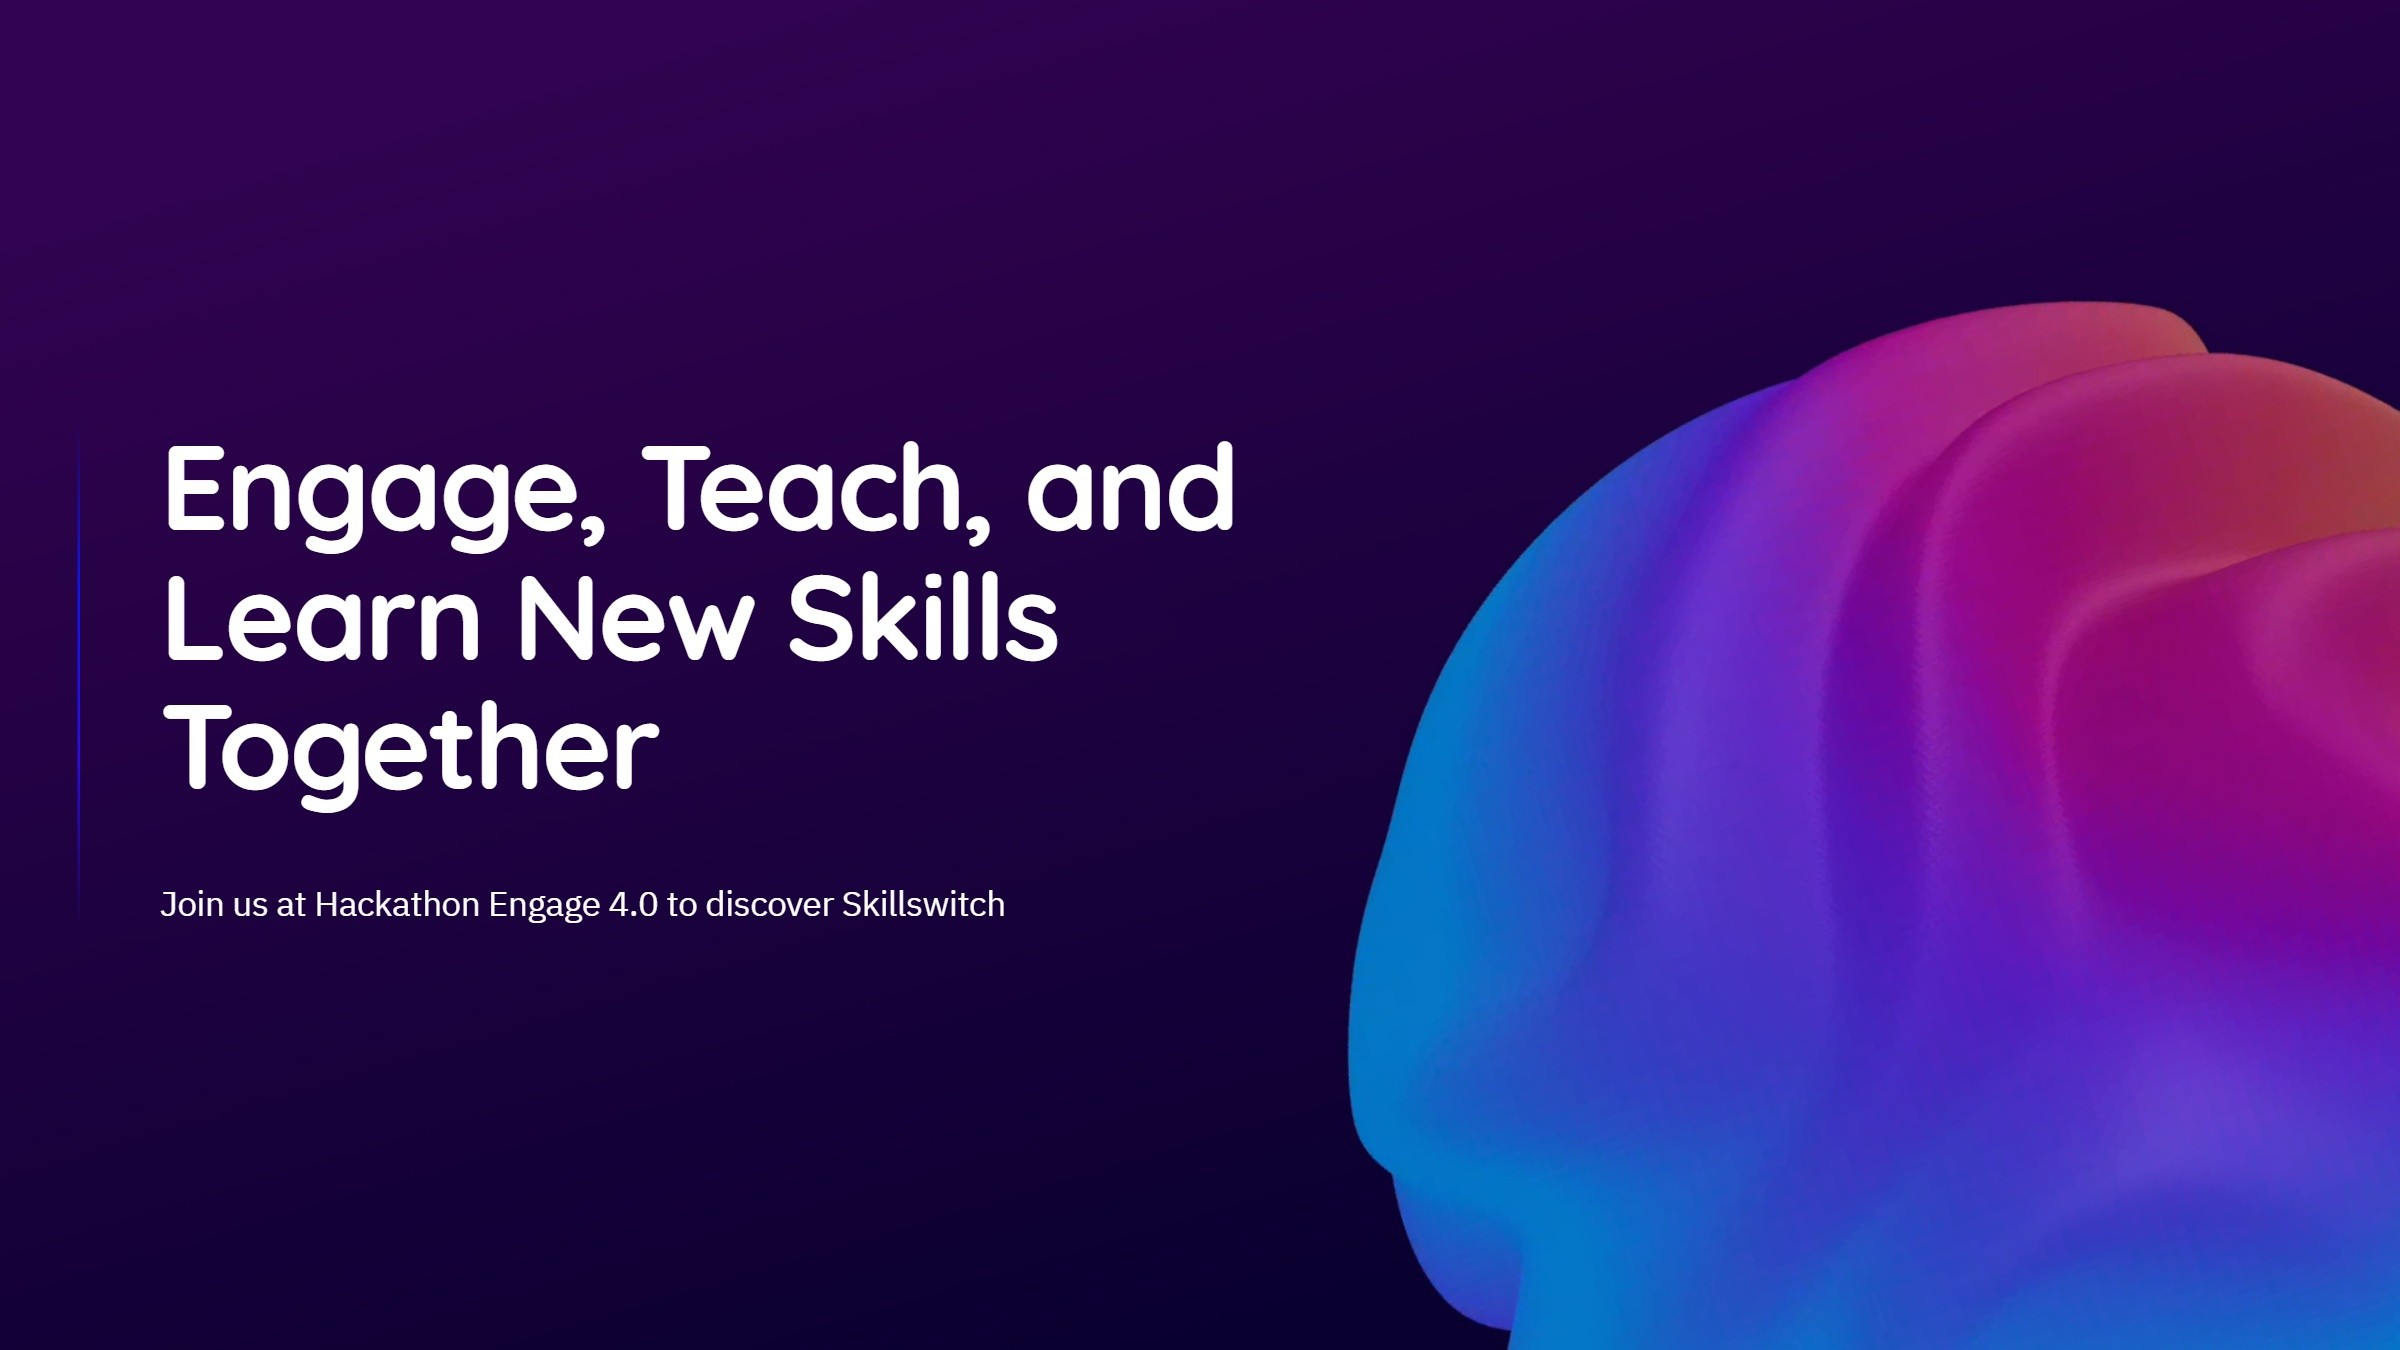 Engage, Teach, and
Learn New Skills
Together
Join us at Hackathon Engage 4.0 to discover Skillswitch